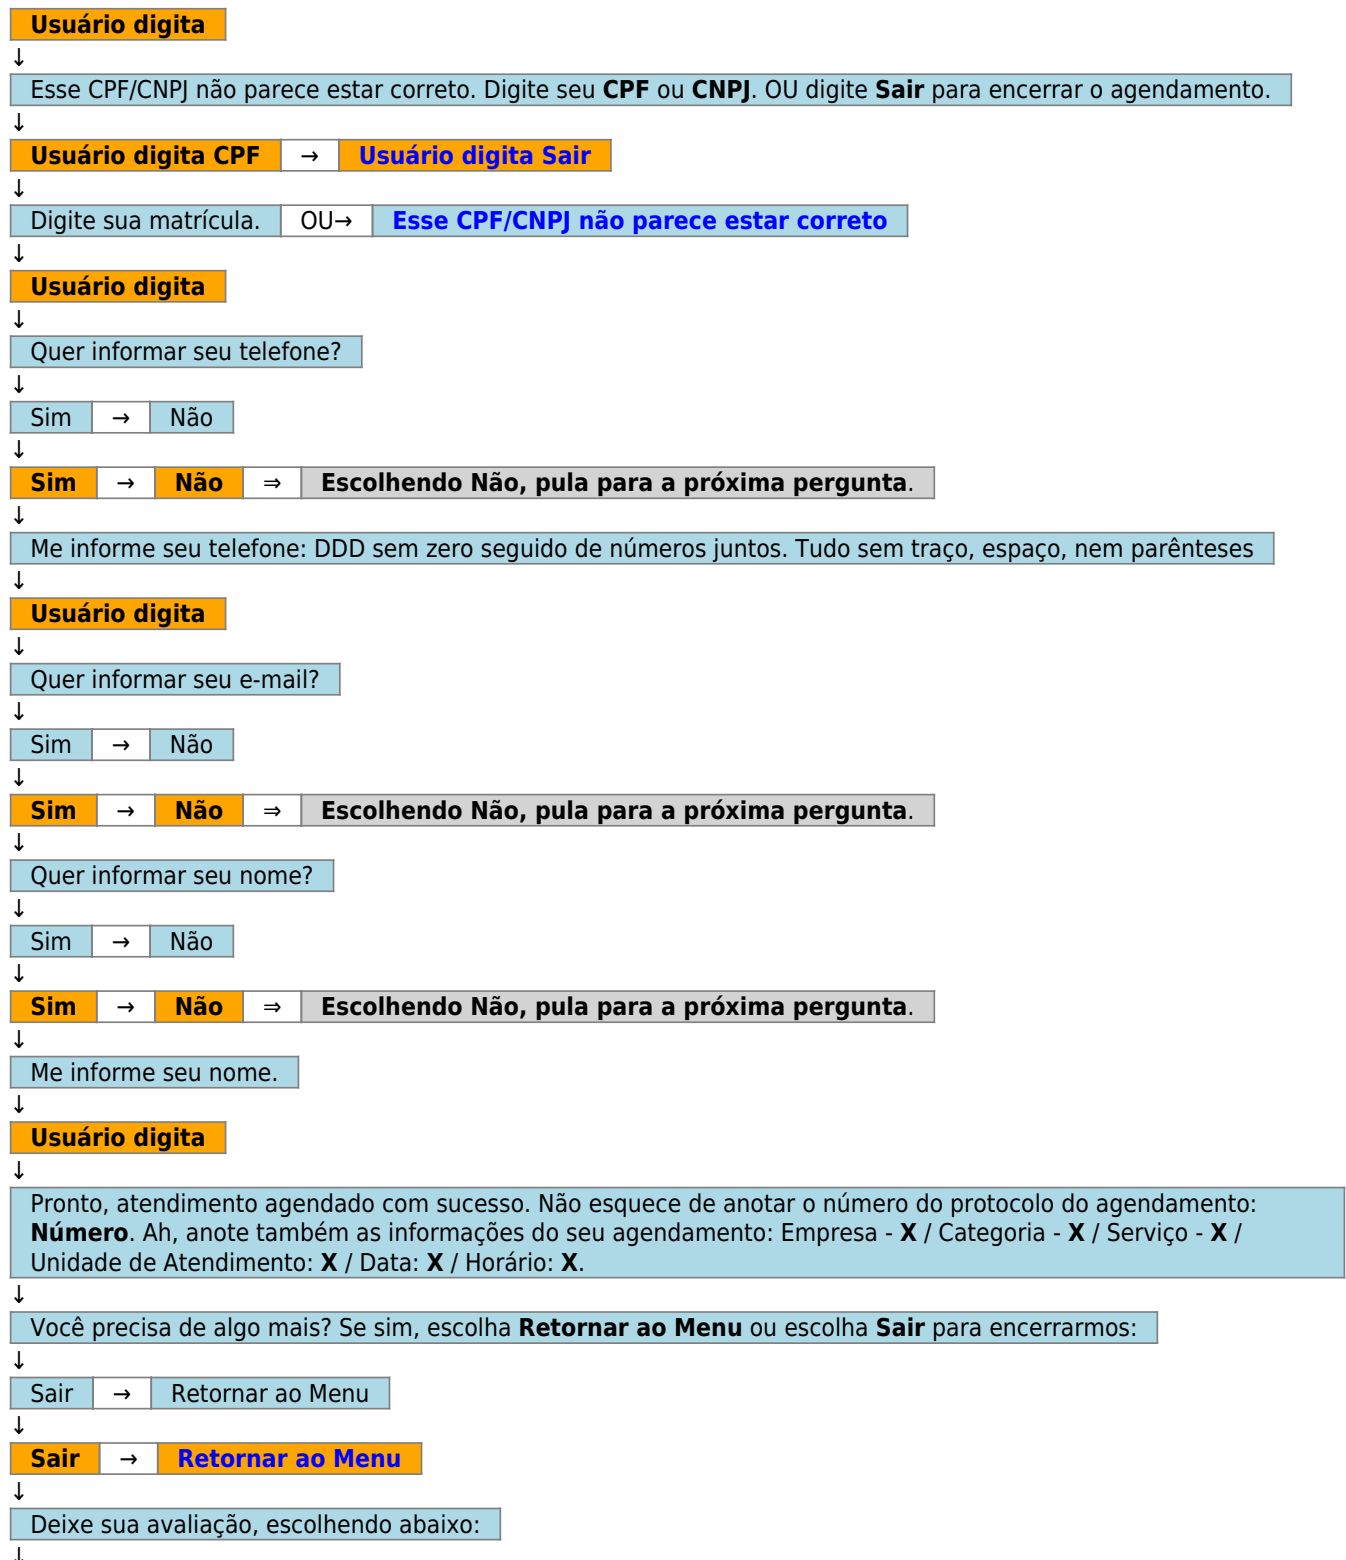 Usuário digita
↓
Esse CPF/CNPJ não parece estar correto. Digite seu CPF ou CNPJ. OU digite Sair para encerrar o agendamento.
↓
Usuário digita CPF → Usuário digita Sair
↓
Digite sua matrícula. OU→ Esse CPF/CNPJ não parece estar correto
↓
Usuário digita
↓
Quer informar seu telefone?
↓
Sim → Não
↓
Sim → Não ⇒ Escolhendo Não, pula para a próxima pergunta.
↓
Me informe seu telefone: DDD sem zero seguido de números juntos. Tudo sem traço, espaço, nem parênteses
↓
Usuário digita
↓
Quer informar seu e-mail?
↓
Sim → Não
↓
Sim → Não ⇒ Escolhendo Não, pula para a próxima pergunta.
↓
Quer informar seu nome?
↓
Sim → Não
↓
Sim → Não ⇒ Escolhendo Não, pula para a próxima pergunta.
↓
Me informe seu nome.
↓
Usuário digita
↓
Pronto, atendimento agendado com sucesso. Não esquece de anotar o número do protocolo do agendamento:
Número. Ah, anote também as informações do seu agendamento: Empresa - X / Categoria - X / Serviço - X /
Unidade de Atendimento: X / Data: X / Horário: X.
↓
Você precisa de algo mais? Se sim, escolha Retornar ao Menu ou escolha Sair para encerrarmos:
↓
Sair → Retornar ao Menu
↓
Sair → Retornar ao Menu
↓
Deixe sua avaliação, escolhendo abaixo:
↓